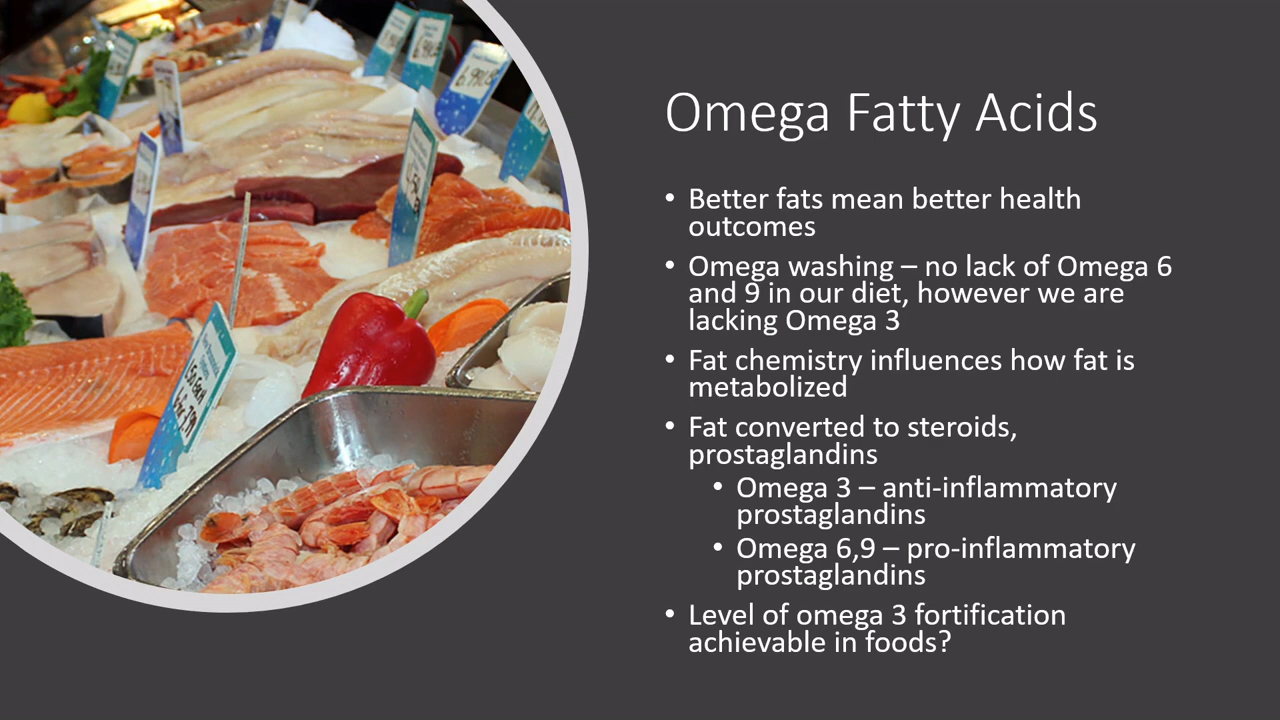 Omega Fatty Acids
• Better fats mean better health
outcomes
• Omega washing – no lack of Omega 6
and 9 in our diet, however we are
lacking Omega 3
• Fat chemistry influences how fat is
metabolized
• Fat converted to steroids,
prostaglandins
• Omega 3 – anti-inflammatory
prostaglandins
• Omega 6,9 – pro-inflammatory
prostaglandins
• Level of omega 3 fortification
achievable in foods?